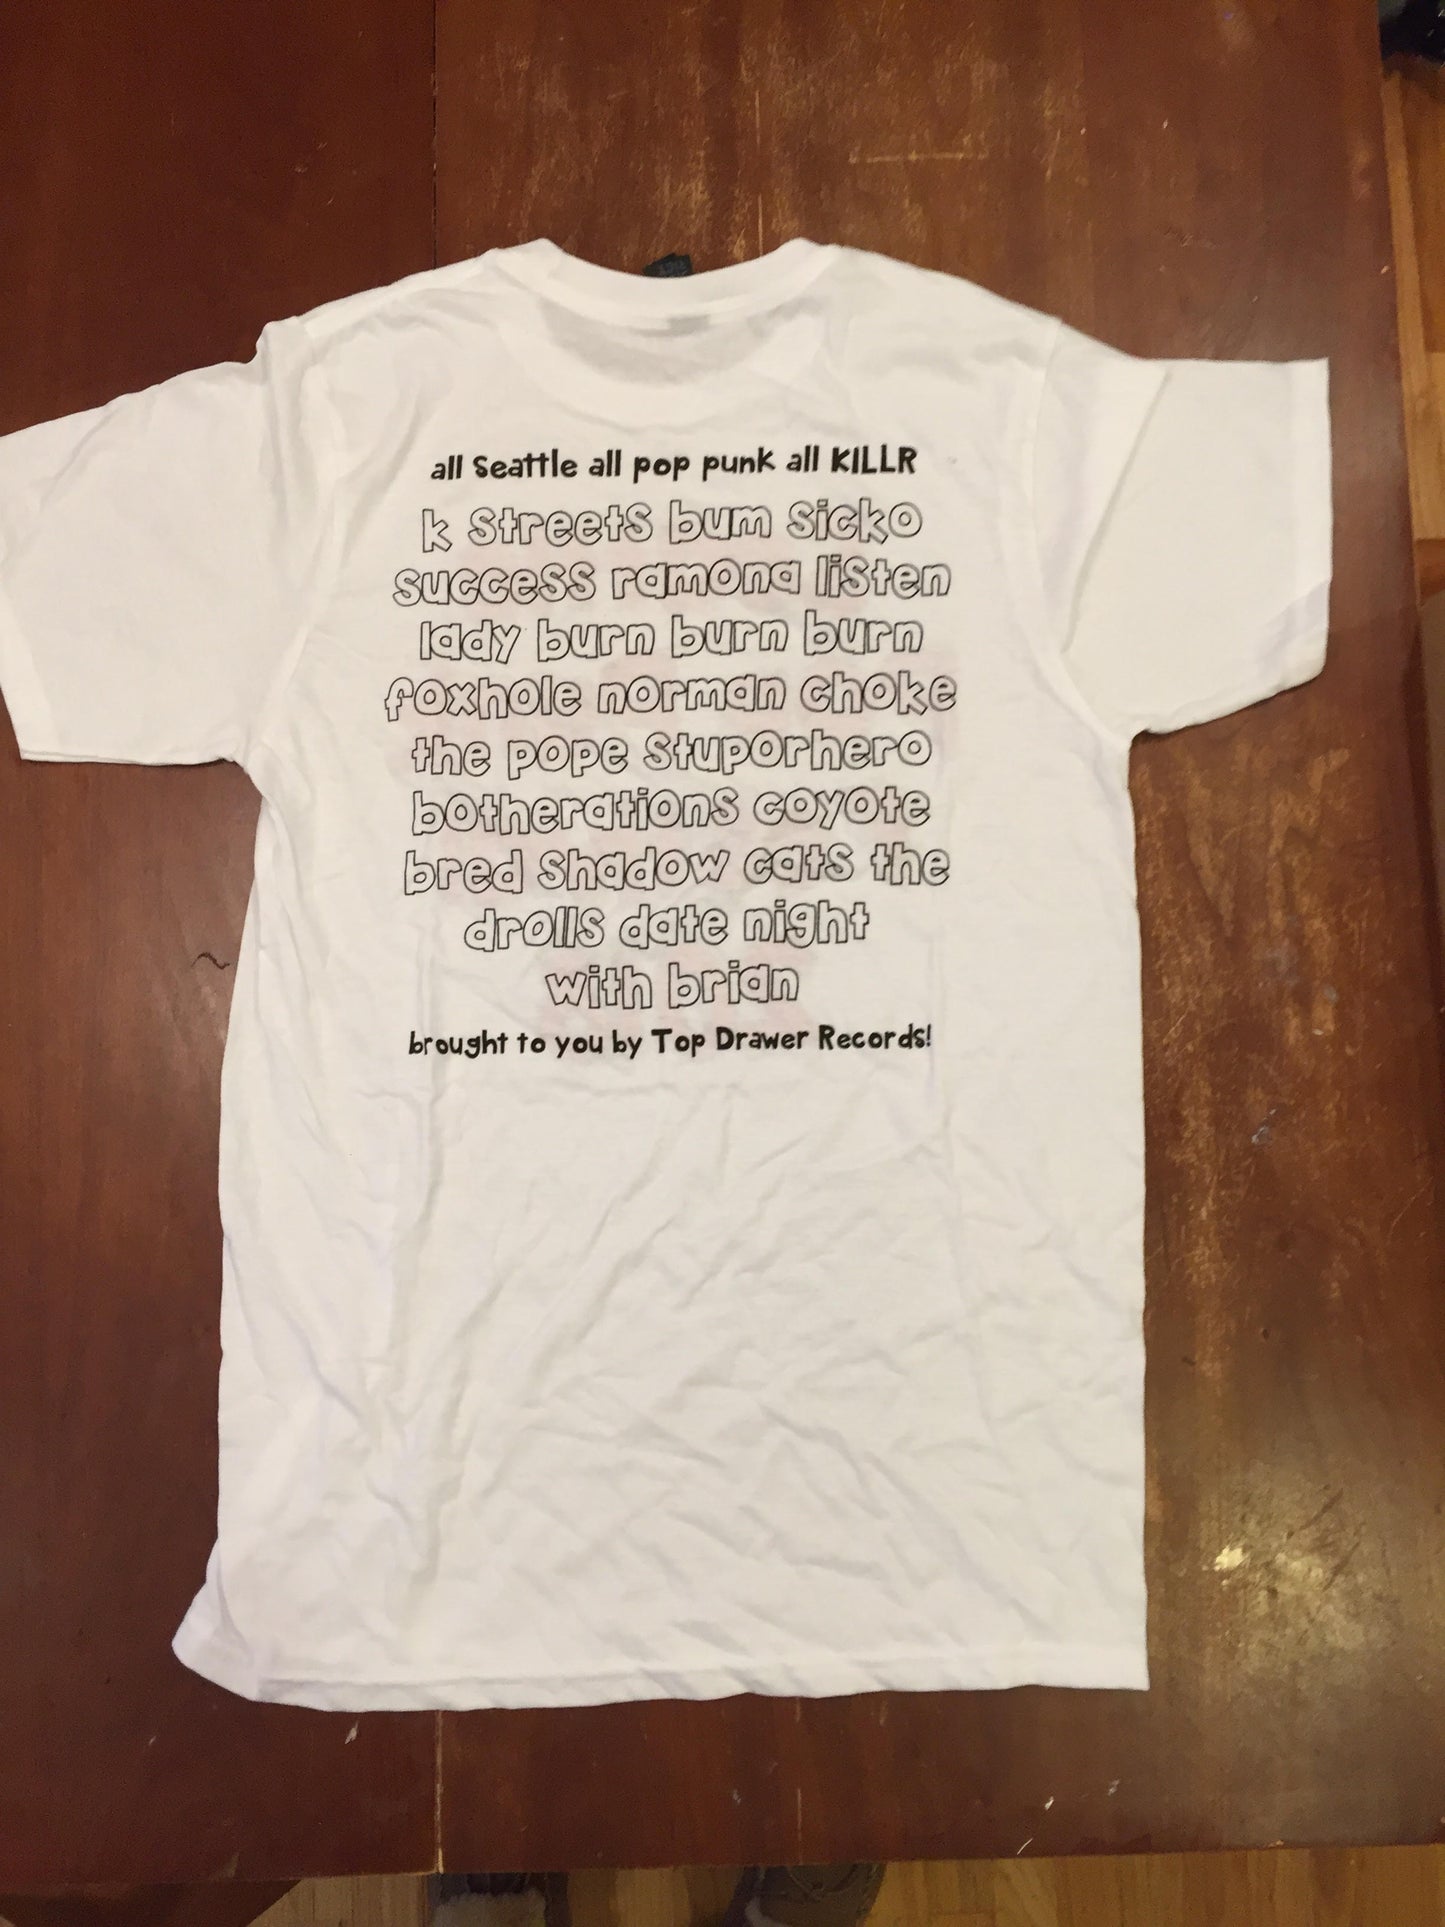 all Seattle all pop punk all KILLR
k streets bum sicko
success ramona listen
lady burn burn burn
foxhole norman choke
the pope stuporhero
botherations coyote
bred shadow cats the
drolls date night
with brian
brought to you by Top Drawer Records!